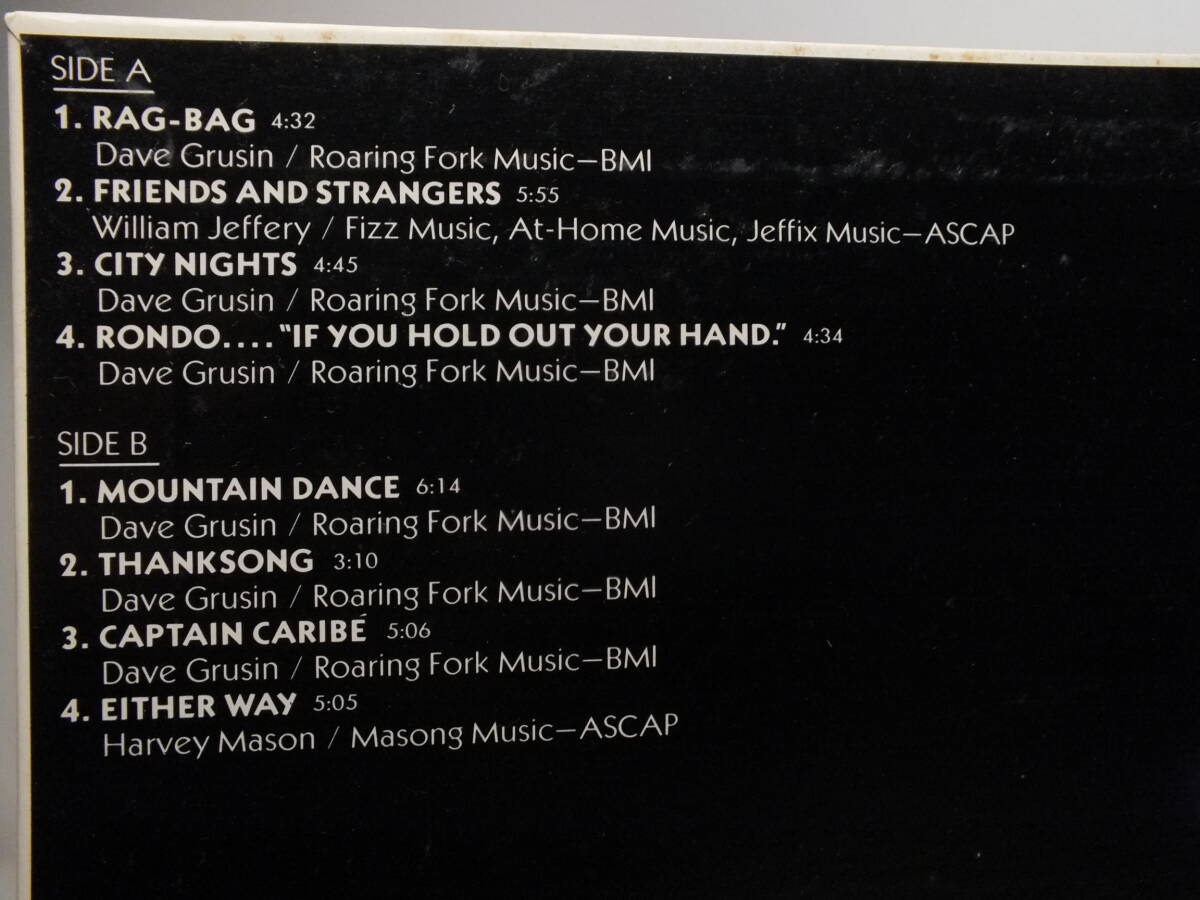 SIDE A
1. RAG-BAG 4:32
Dave Grusin / Roaring Fork Music—BMI
2. FRIENDS AND STRANGERS 5:55
William Jeffery / Fizz Music, At-Home Music, Jeffix Music—ASCAP
3. CITY NIGHTS 4:45
Dave Grusin / Roaring Fork Music—BMI
4. RONDO.... "IF YOU HOLD OUT YOUR HAND." 4:34
Dave Grusin / Roaring Fork Music—BMI
SIDE B
1. MOUNTAIN DANCE 6:14
Dave Grusin / Roaring Fork Music—BMI
2. THANKSONG 3:10
Dave Grusin / Roaring Fork Music—BMI
3. CAPTAIN CARIBÉ 5:06
Dave Grusin / Roaring Fork Music—BMI
4. EITHER WAY 5:05
Harvey Mason / Masong Music—ASCAP